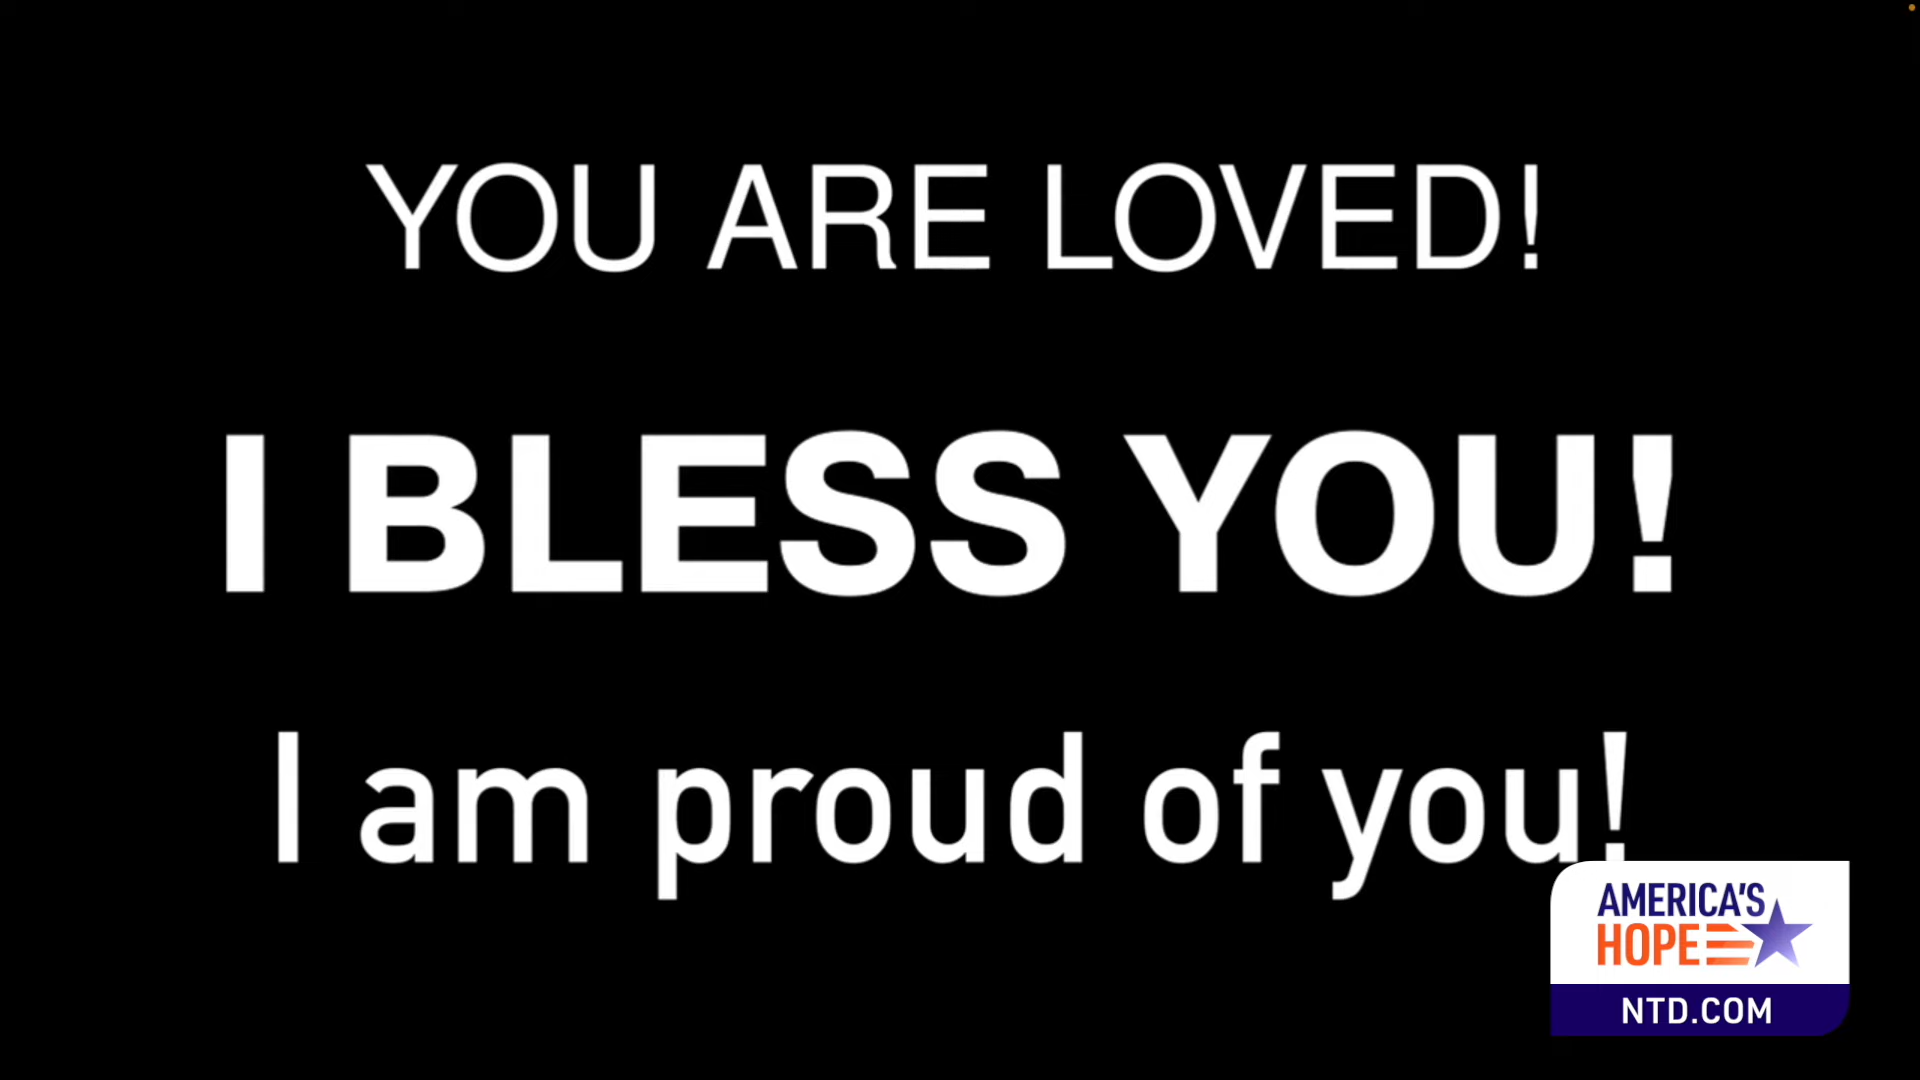 YOU ARE LOVED!
I BLESS YOU!
I am proud of you!
AMERICA'S
HOPE
NTD.COM